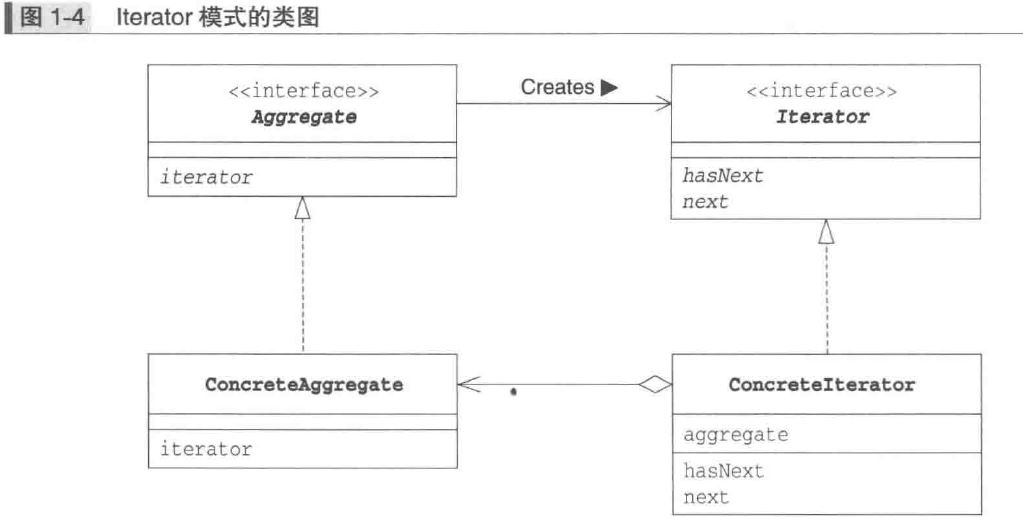 图 1-4 Iterator 模式的类图
<<interface>>
Aggregate
iterator
Creates ▶
<<interface>>
Iterator
hasNext
next
ConcreteAggregate
iterator
ConcreteIterator
aggregate
hasNext
next